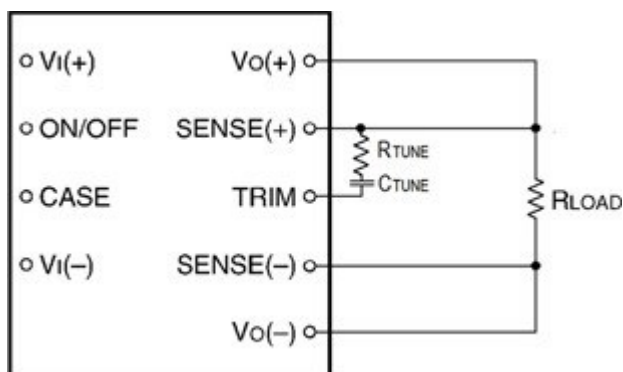 VI(+)
VO(+)
ON/OFF
SENSE(+)
RTUNE
CTUNE
CASE
TRIM
RLOAD
VI(–)
SENSE(–)
VO(–)